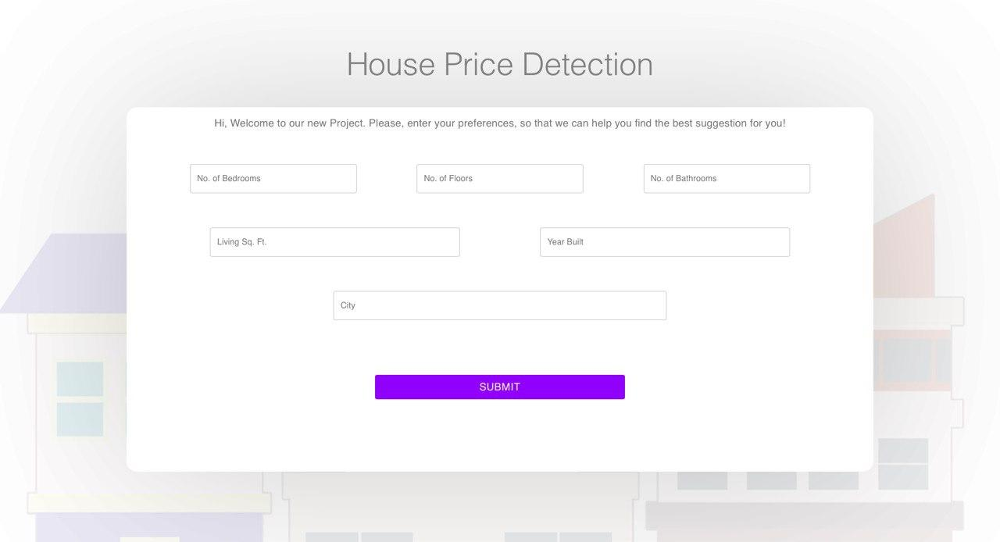 House Price Detection
Hi, Welcome to our new Project. Please, enter your preferences, so that we can help you find the best suggestion for you!
No. of Bedrooms
No. of Floors
No. of Bathrooms
Living Sq. Ft.
Year Built
City
SUBMIT